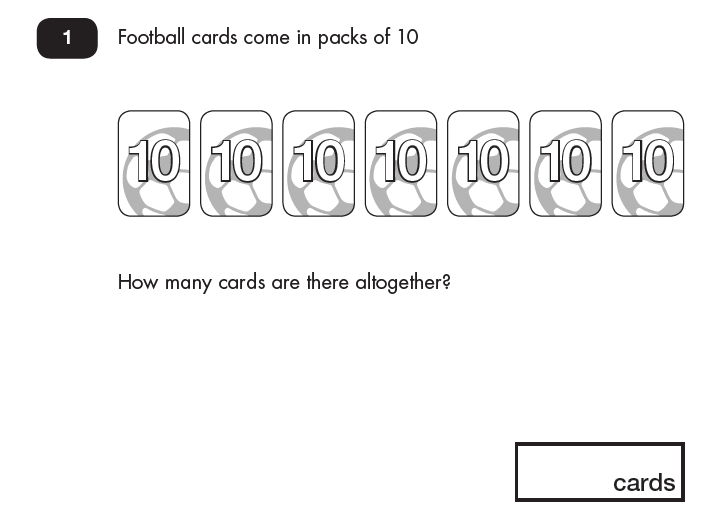 1 Football cards come in packs of 10
10 10 10 10 10 10 10
How many cards are there altogether?
cards